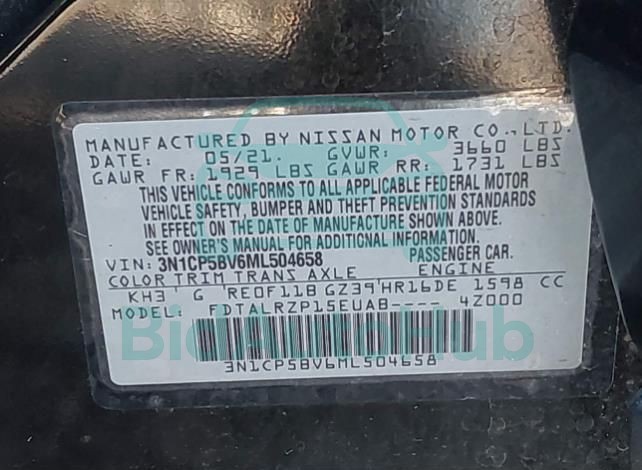 MANUFACTURED BY NISSAN MOTOR CO.,LTD.
DATE: 05/21. GVWR: 3660 LBS
GAWR FR: 1929 LBS GAWR RR: 1731 LBS
THIS VEHICLE CONFORMS TO ALL APPLICABLE FEDERAL MOTOR
VEHICLE SAFETY, BUMPER AND THEFT PREVENTION STANDARDS
IN EFFECT ON THE DATE OF MANUFACTURE SHOWN ABOVE.
SEE OWNER'S MANUAL FOR ADDITIONAL INFORMATION.
VIN: 3N1CP5BV6ML504658 PASSENGER CAR.
COLOR TRIM TRANS AXLE ENGINE
KH3 G RE0F11B GZ39 HR16DE 1598 CC
MODEL: FDTALRZP15EUAB---- 4Z000
BidAutoHub
3N1CP5BV6ML504658